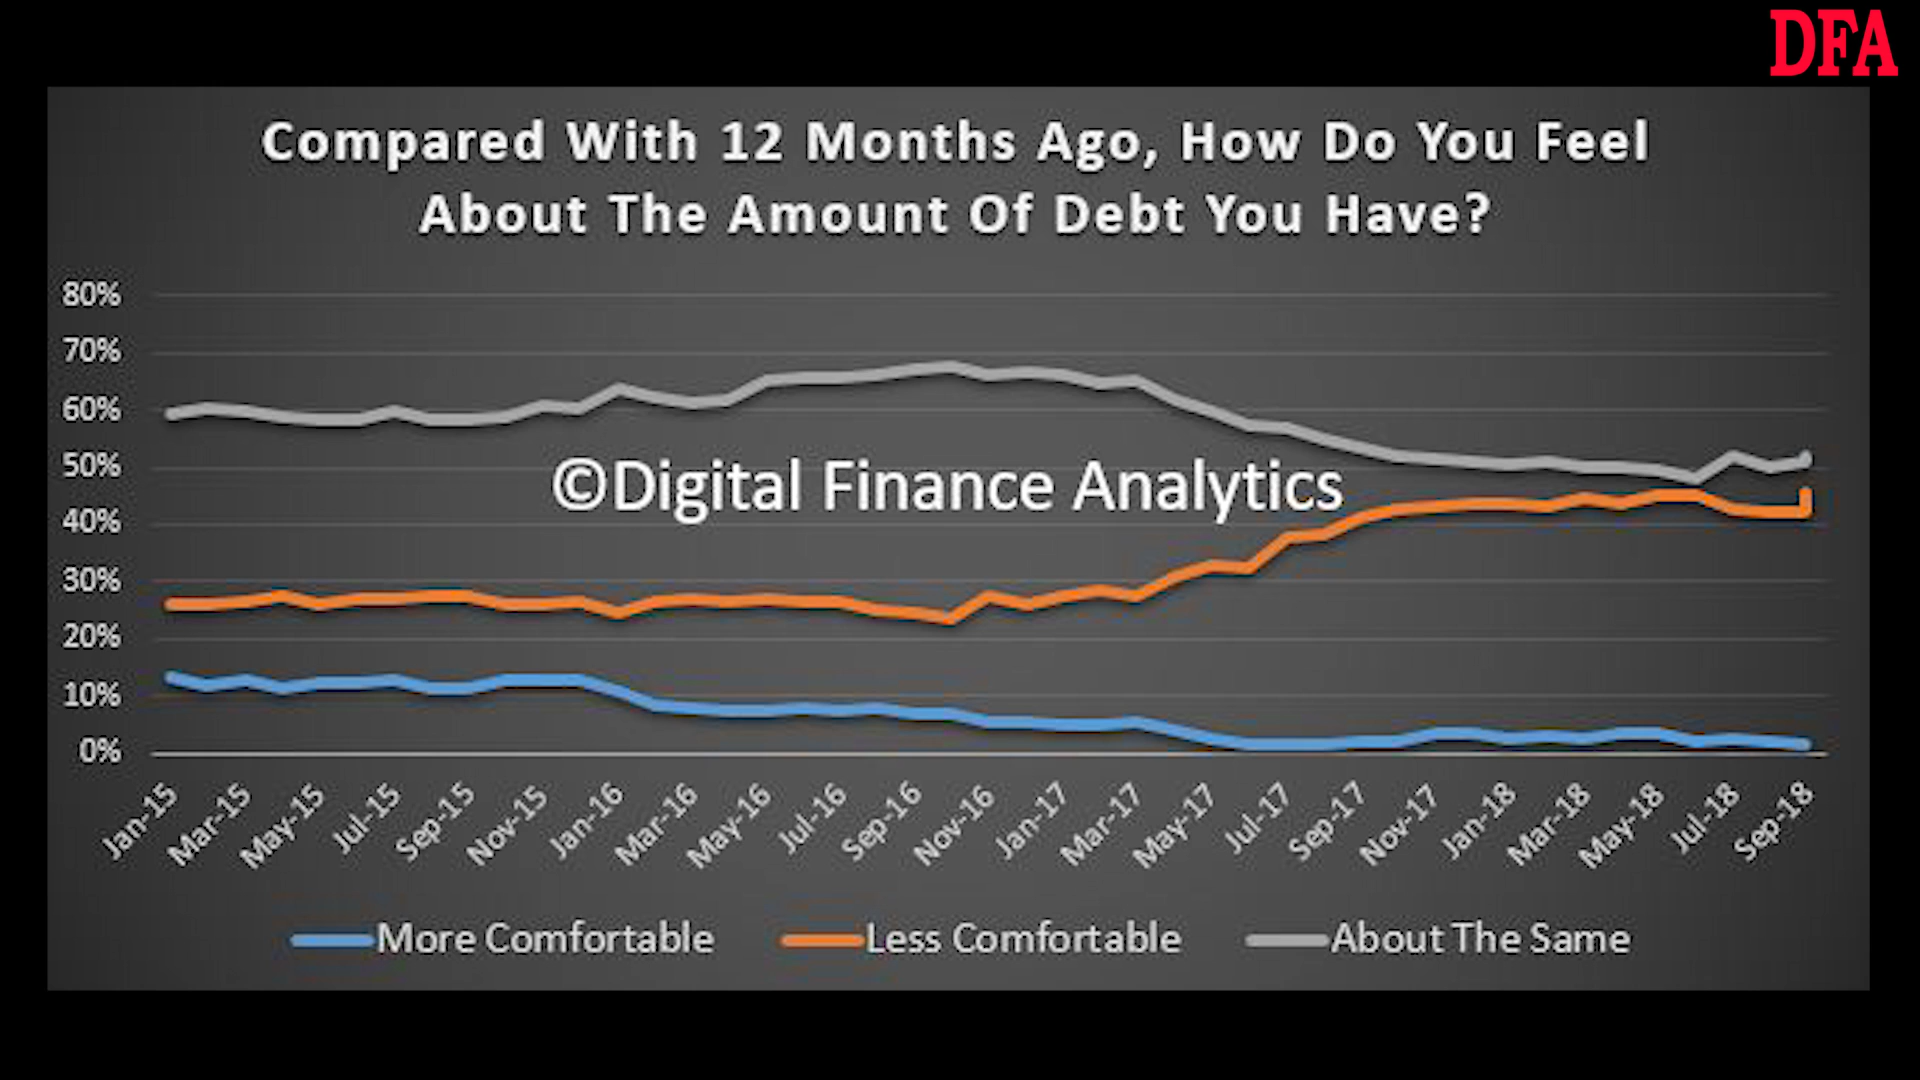 DFA
Compared With 12 Months Ago, How Do You Feel
About The Amount Of Debt You Have?
80%
70%
60%
50%
40%
30%
20%
10%
0%
©Digital Finance Analytics
Jan-15 Mar-15 May-15 Jul-15 Sep-15 Nov-15 Jan-16 Mar-16 May-16 Jul-16 Sep-16 Nov-16 Jan-17 Mar-17 May-17 Jul-17 Sep-17 Nov-17 Jan-18 Mar-18 May-18 Jul-18 Sep-18
More Comfortable Less Comfortable About The Same